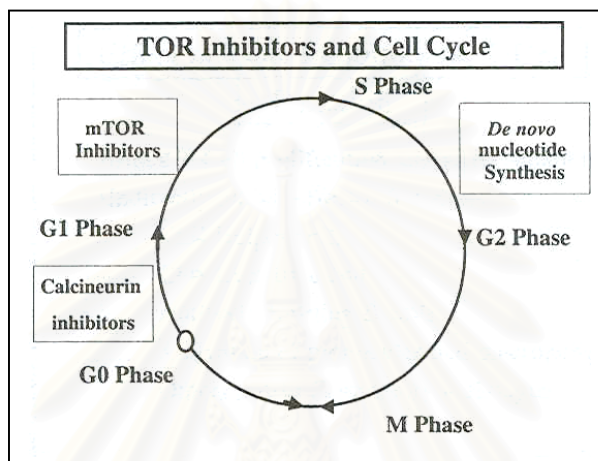 TOR Inhibitors and Cell Cycle
S Phase
mTOR
Inhibitors
De novo
nucleotide
Synthesis
G1 Phase
G2 Phase
Calcineurin
inhibitors
G0 Phase
M Phase